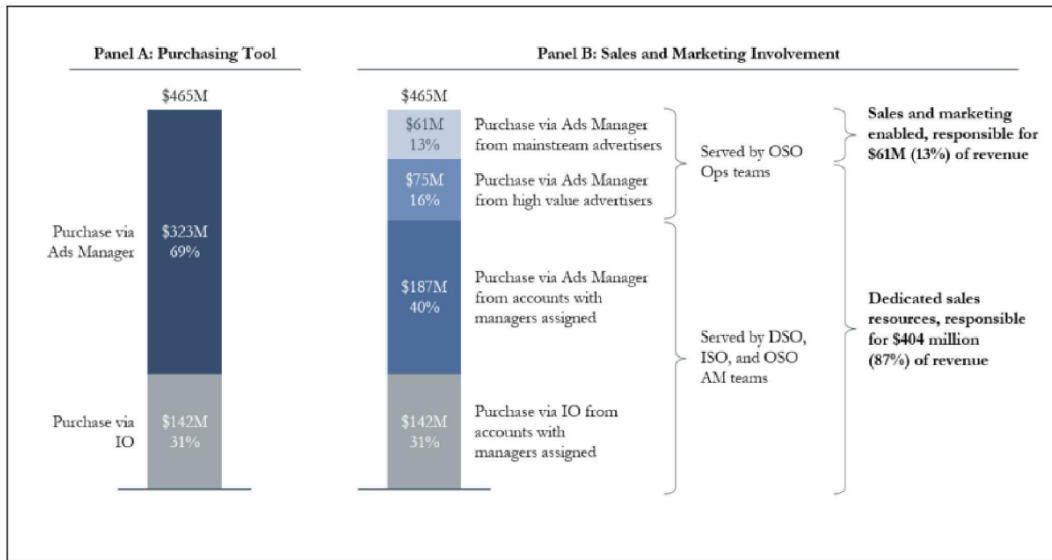 Panel A: Purchasing Tool
Panel B: Sales and Marketing Involvement
$465M
Purchase via
Ads Manager
$323M
69%
Purchase via
IO
$142M
31%
$465M
$61M
13%
Purchase via Ads Manager
from mainstream advertisers
$75M
16%
Purchase via Ads Manager
from high value advertisers
$187M
40%
Purchase via Ads Manager
from accounts with
managers assigned
$142M
31%
Purchase via IO from
accounts with
managers assigned
Served by OSO
Ops teams
Served by DSO,
ISO, and OSO
AM teams
Sales and marketing
enabled, responsible for
$61M (13%) of revenue
Dedicated sales
resources, responsible
for $404 million
(87%) of revenue